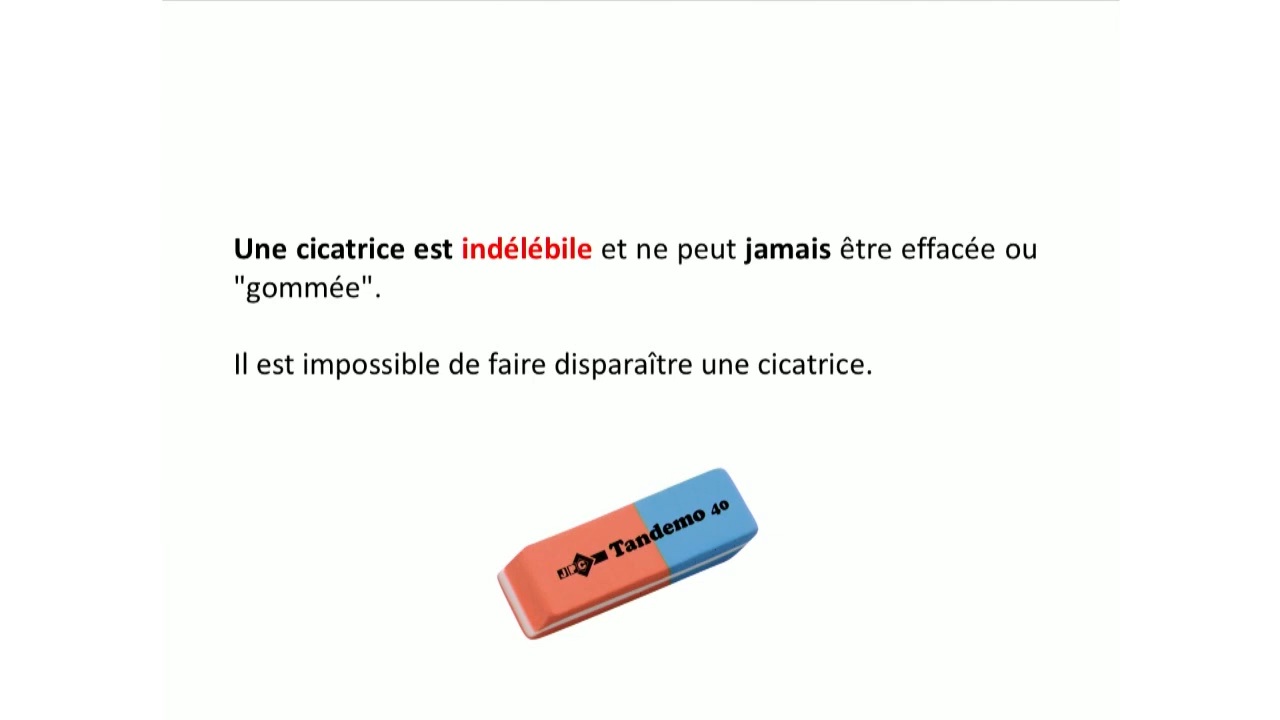 Une cicatrice est indélébile et ne peut jamais être effacée ou
"gommée".
Il est impossible de faire disparaître une cicatrice.
JPC Tandemo 40